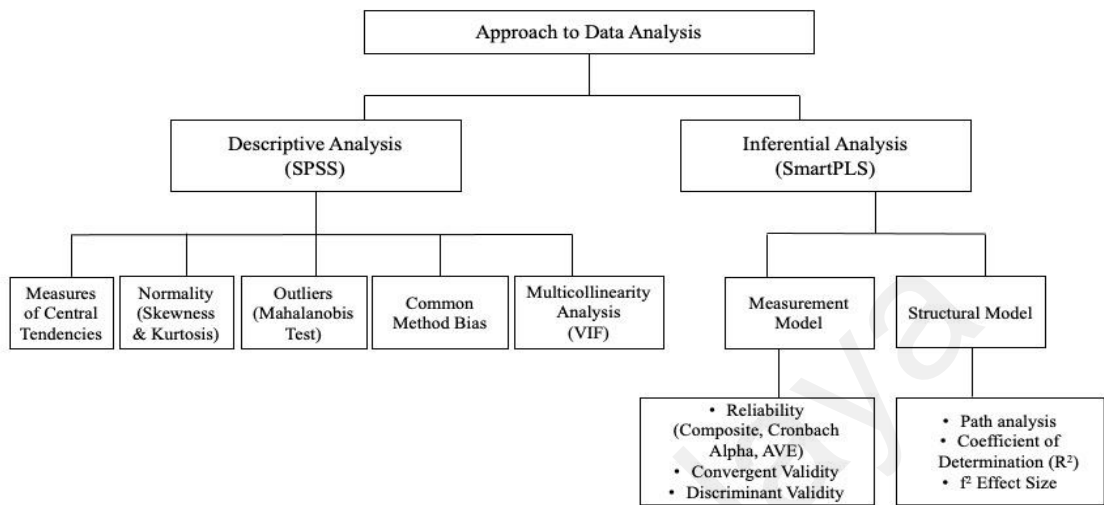 Approach to Data Analysis
Descriptive Analysis
(SPSS)
Inferential Analysis
(SmartPLS)
Measures
of Central
Tendencies
Normality
(Skewness
& Kurtosis)
Outliers
(Mahalanobis
Test)
Common
Method Bias
Multicollinearity
Analysis
(VIF)
Measurement
Model
Structural Model
• Reliability
(Composite, Cronbach
Alpha, AVE)
• Convergent Validity
• Discriminant Validity
• Path analysis
• Coefficient of
Determination (R²)
• f² Effect Size
laya